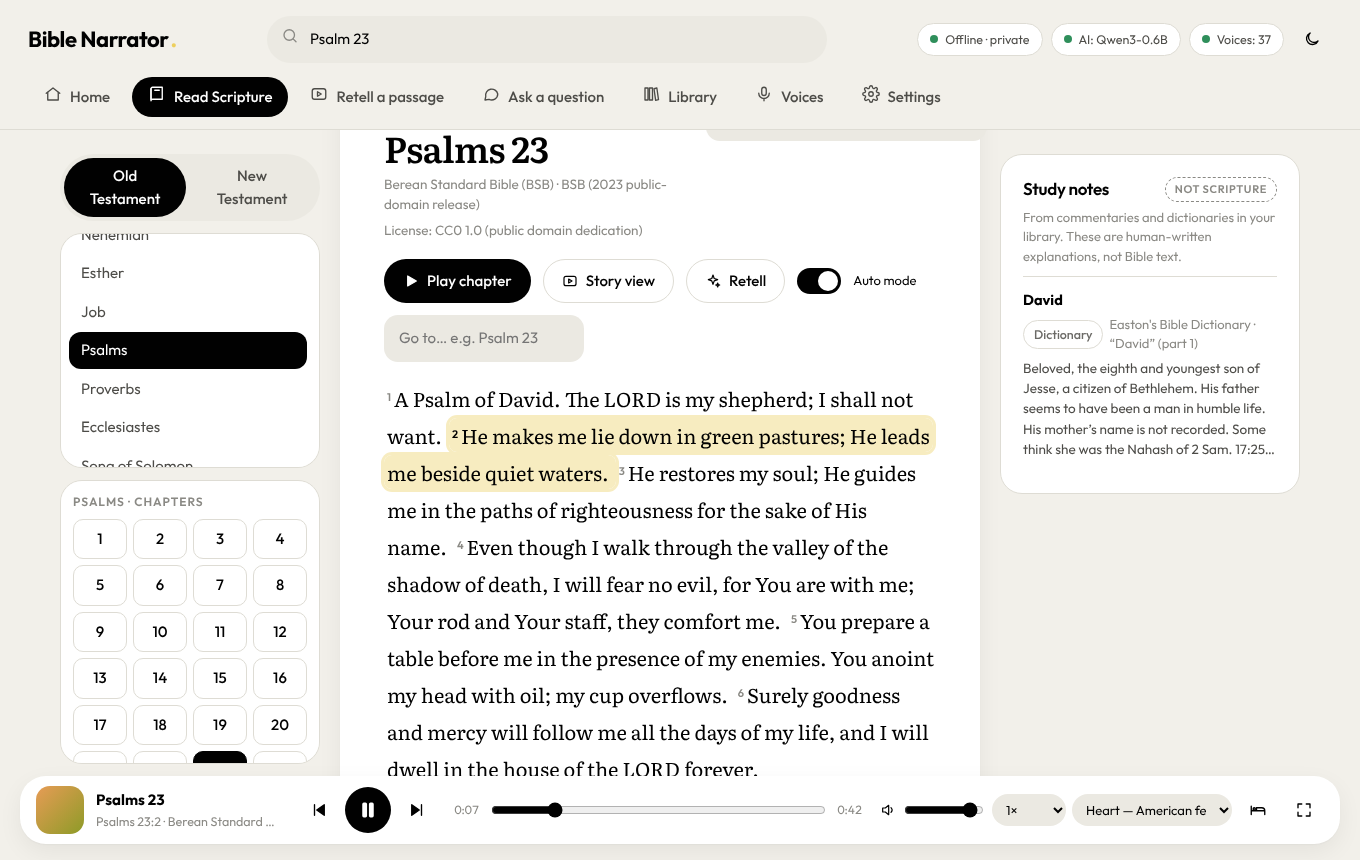 Bible Narrator.
Psalm 23
Offline · private
AI: Qwen3-0.6B
Voices: 37
Home
Read Scripture
Retell a passage
Ask a question
Library
Voices
Settings
Old
Testament
New
Testament
Nehemiah
Esther
Job
Psalms
Proverbs
Ecclesiastes
Song of Solomon
PSALMS · CHAPTERS
1 2 3 4
5 6 7 8
9 10 11 12
13 14 15 16
17 18 19 20
Psalms 23
Berean Standard Bible (BSB) · BSB (2023 public-
domain release)
License: CC0 1.0 (public domain dedication)
Play chapter
Story view
Retell
Auto mode
Go to… e.g. Psalm 23
1 A Psalm of David. The LORD is my shepherd; I shall not
want. 2 He makes me lie down in green pastures; He leads
me beside quiet waters. 3 He restores my soul; He guides
me in the paths of righteousness for the sake of His
name. 4 Even though I walk through the valley of the
shadow of death, I will fear no evil, for You are with me;
Your rod and Your staff, they comfort me. 5 You prepare a
table before me in the presence of my enemies. You anoint
my head with oil; my cup overflows. 6 Surely goodness
and mercy will follow me all the days of my life, and I will
dwell in the house of the LORD forever.
Study notes
NOT SCRIPTURE
From commentaries and dictionaries in your
library. These are human-written
explanations, not Bible text.
David
Dictionary
Easton's Bible Dictionary ·
“David” (part 1)
Beloved, the eighth and youngest son of
Jesse, a citizen of Bethlehem. His father
seems to have been a man in humble life.
His mother’s name is not recorded. Some
think she was the Nahash of 2 Sam. 17:25…
Psalms 23
Psalms 23:2 · Berean Standard ...
0:07
0:42
1×
Heart — American fe